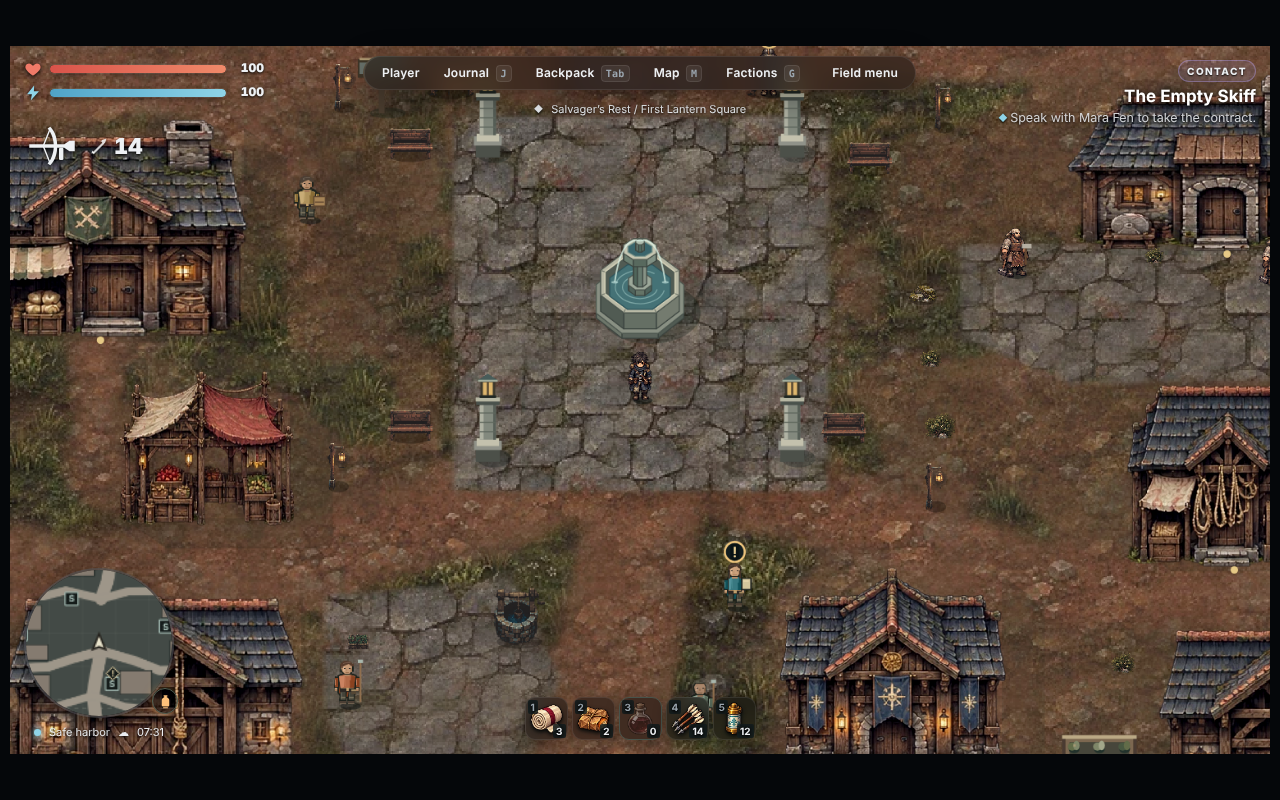 100
100
14
Player Journal J Backpack Tab Map M Factions G Field menu
Salvager's Rest / First Lantern Square
CONTACT
The Empty Skiff
Speak with Mara Fen to take the contract.
!
S
S
S
Safe harbor 07:31
1 3
2 2
3 0
4 14
5 12